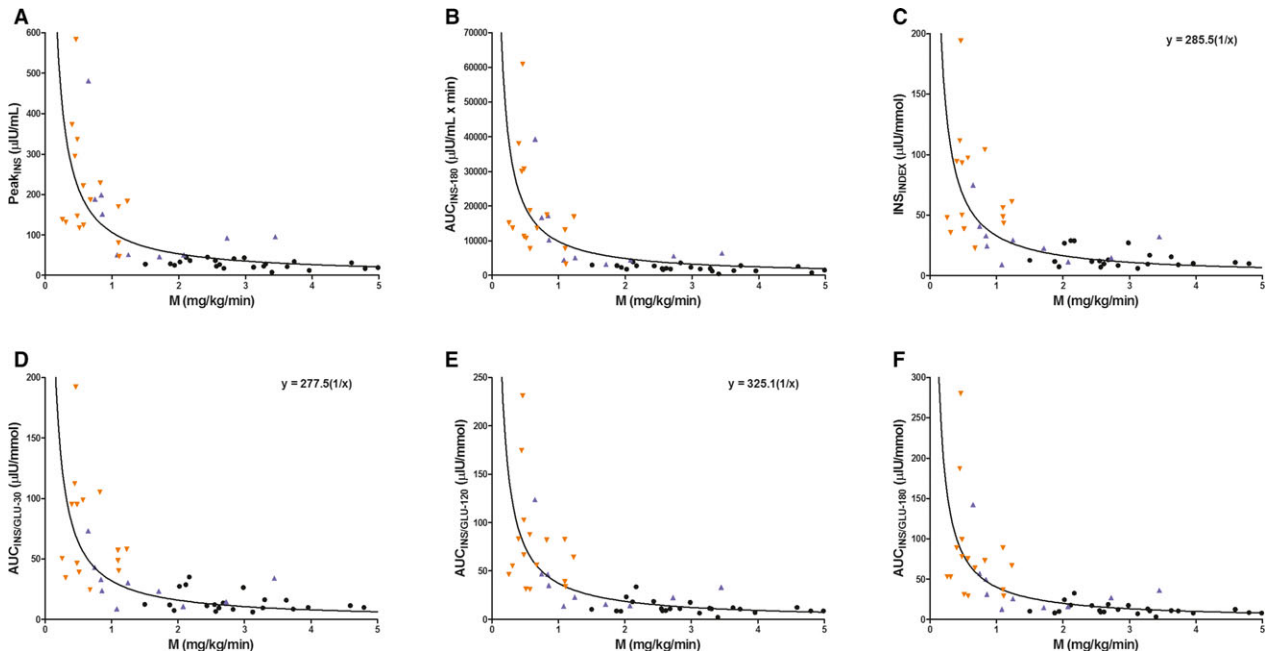 A
Peak_INS (µIU/mL)
600
500
400
300
200
100
0
0 1 2 3 4 5
M (mg/kg/min)
B
AUC_INS-180 (µIU/mL x min)
70000
60000
50000
40000
30000
20000
10000
0
0 1 2 3 4 5
M (mg/kg/min)
C
y = 285.5(1/x)
INS_INDEX (µIU/mmol)
200
150
100
50
0
0 1 2 3 4 5
M (mg/kg/min)
D
y = 277.5(1/x)
AUC_INS/GLU-30 (µIU/mmol)
200
150
100
50
0
0 1 2 3 4 5
M (mg/kg/min)
E
y = 325.1(1/x)
AUC_INS/GLU-120 (µIU/mmol)
250
200
150
100
50
0
0 1 2 3 4 5
M (mg/kg/min)
F
AUC_INS/GLU-180 (µIU/mmol)
300
250
200
150
100
50
0
0 1 2 3 4 5
M (mg/kg/min)